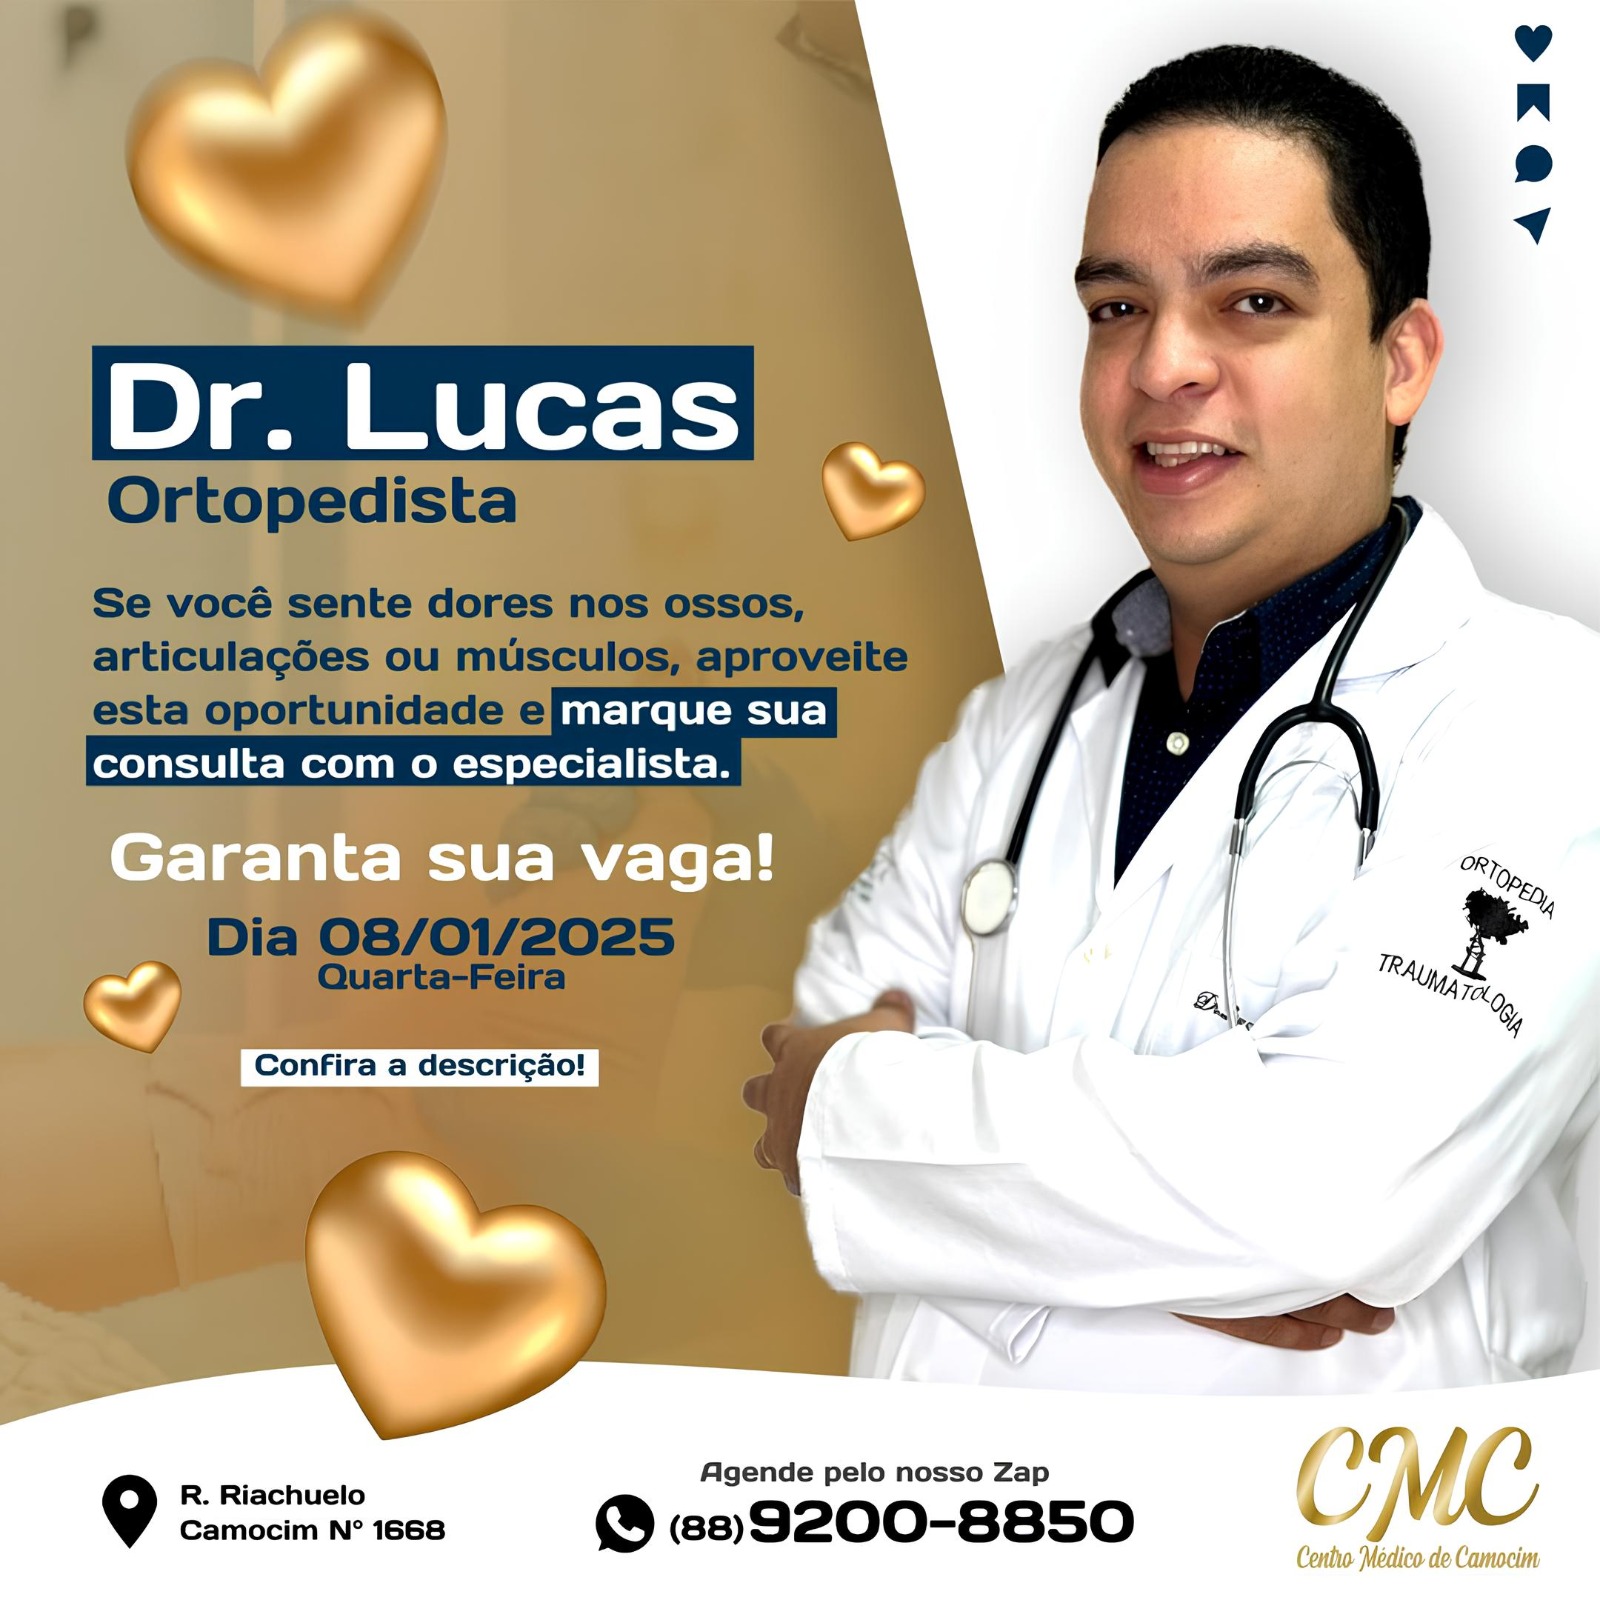 Dr. Lucas
Ortopedista
Se você sente dores nos ossos,
articulações ou músculos, aproveite
esta oportunidade e marque sua
consulta com o especialista.
Garanta sua vaga!
Dia 08/01/2025
Quarta-Feira
Confira a descrição!
ORTOPEDIA
TRAUMATOLOGIA
R. Riachuelo
Camocim N° 1668
Agende pelo nosso Zap
(88)9200-8850
CMC
Centro Médico de Camocim